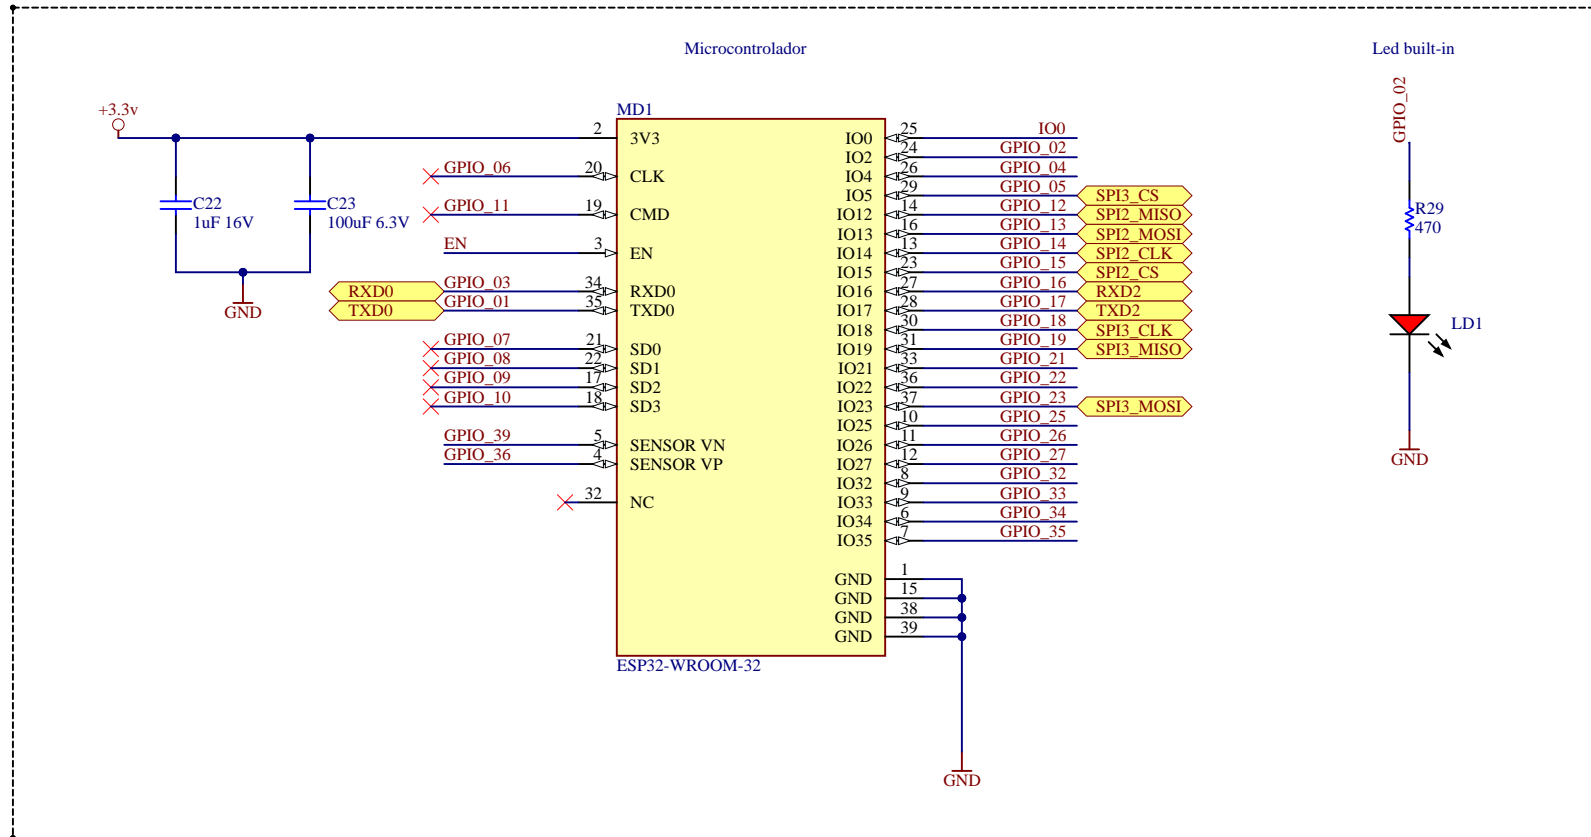 Microcontrolador
Led built-in
+3.3v
MD1
GPIO_02
2 3V3
IO0 25 IO0
IO2 24 GPIO_02
GPIO_06 20 CLK
IO4 26 GPIO_04
IO5 29 GPIO_05 SPI3_CS
C22
1uF 16V
C23
100uF 6.3V
GPIO_11 19 CMD
IO12 14 GPIO_12 SPI2_MISO
R29
470
IO13 16 GPIO_13 SPI2_MOSI
EN 3 EN
IO14 13 GPIO_14 SPI2_CLK
IO15 23 GPIO_15 SPI2_CS
RXD0 GPIO_03 34 RXD0
IO16 27 GPIO_16 RXD2
GND
TXD0 GPIO_01 35 TXD0
IO17 28 GPIO_17 TXD2
IO18 30 GPIO_18 SPI3_CLK
LD1
GPIO_07 21 SD0
IO19 31 GPIO_19 SPI3_MISO
GPIO_08 22 SD1
IO21 33 GPIO_21
GPIO_09 17 SD2
IO22 36 GPIO_22
GPIO_10 18 SD3
IO23 37 GPIO_23 SPI3_MOSI
IO25 10 GPIO_25
GPIO_39 5 SENSOR VN
IO26 11 GPIO_26
GPIO_36 4 SENSOR VP
IO27 12 GPIO_27
GND
IO32 8 GPIO_32
32 NC
IO33 9 GPIO_33
IO34 6 GPIO_34
IO35 7 GPIO_35
GND 1
GND 15
GND 38
GND 39
ESP32-WROOM-32
GND